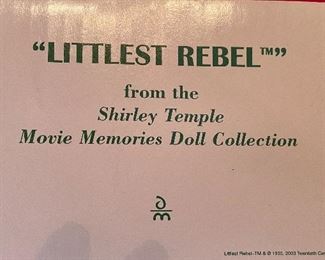 “LITTLEST REBEL™”
from the
Shirley Temple
Movie Memories Doll Collection
Littlest Rebel-TM & © 1935, 2003 Twentieth Cen